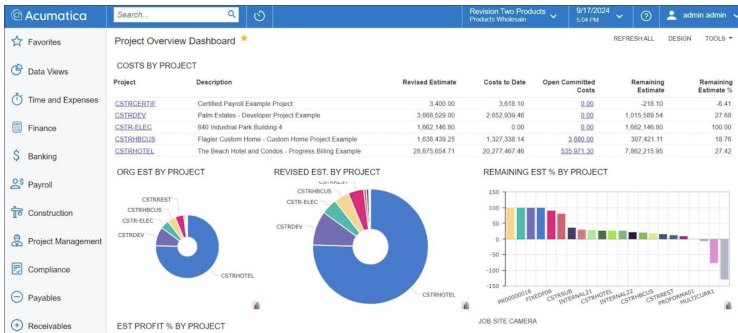 Acumatica
Search...
Revision Two Products
Products Wholesale
9/17/2024
5:04 PM
admin admin
Favorites
Data Views
Time and Expenses
Finance
Banking
Payroll
Construction
Project Management
Compliance
Payables
Receivables
Project Overview Dashboard
REFRESH ALL DESIGN TOOLS
COSTS BY PROJECT
Project Description Revised Estimate Costs to Date Open Committed Costs Remaining Estimate Remaining Estimate %
CSTRCERTIF Certified Payroll Example Project 3,400.00 3,618.10 0.00 -218.10 -6.41
CSTRDEV Palm Estates - Developer Project Example 3,668,529.00 2,652,939.46 0.00 1,015,589.54 27.68
CSTR-ELEC 840 Industrial Park Building 4 1,662,146.80 0.00 0.00 1,662,146.80 100.00
CSTRHBCUS Flagler Custom Home - Custom Home Project Example 1,638,439.25 1,327,338.14 3 680.00 307,421.11 18.76
CSTRHOTEL The Beach Hotel and Condos - Progress Billing Example 28,675,654.71 20,277,467.46 535 971.30 7,862,215.95 27.42
ORG EST BY PROJECT
CSTRREST
CSTRHBCUS
CSTR-ELEC
CSTRDEV
CSTRHOTEL
REVISED EST. BY PROJECT
CSTRHBCUS
CSTR-ELEC
CSTRDEV
CSTRHOTEL
REMAINING EST % BY PROJECT
150
100
50
0
-50
-100
-150
PR00000016
FIXEDP06
CSTRSUB
INTERNAL21
CSTRHOTEL
INTERNAL22
CSTRHBCUS
CSTRREST
PROFORMA01
MULTICURR1
EST PROFIT % BY PROJECT
JOB SITE CAMERA